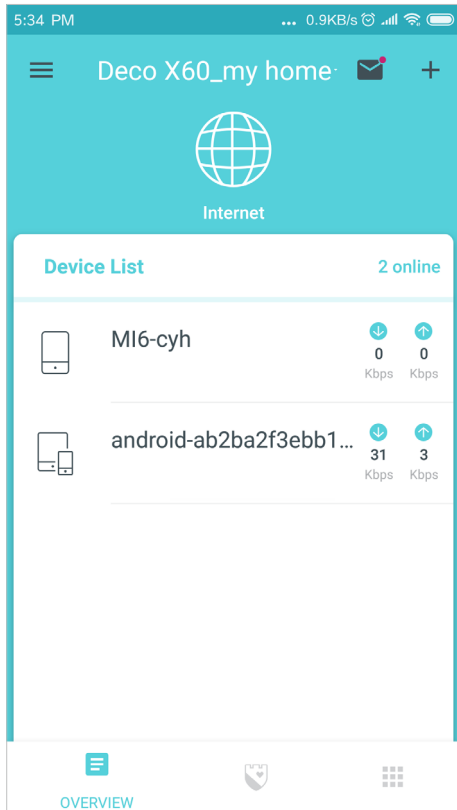 5:34 PM ... 0.9KB/s
Deco X60_my home
Internet
Device List 2 online
MI6-cyh
0 0
Kbps Kbps
android-ab2ba2f3ebb1...
31 3
Kbps Kbps
OVERVIEW